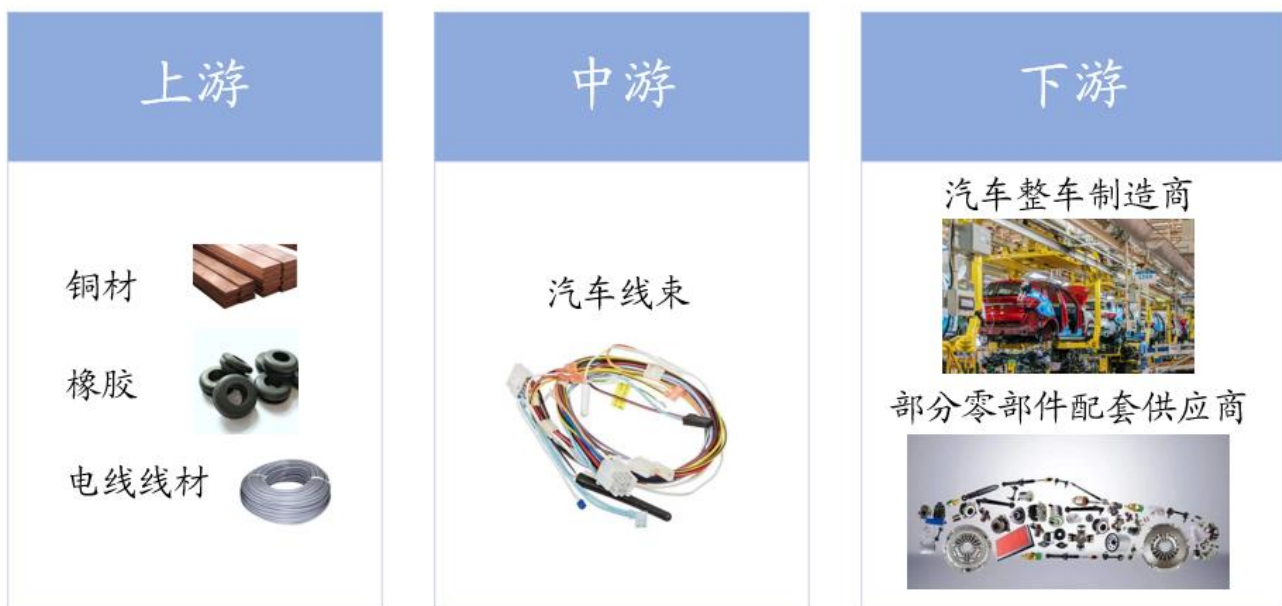 上游
铜材
橡胶
电线线材
中游
汽车线束
下游
汽车整车制造商
部分零部件配套供应商